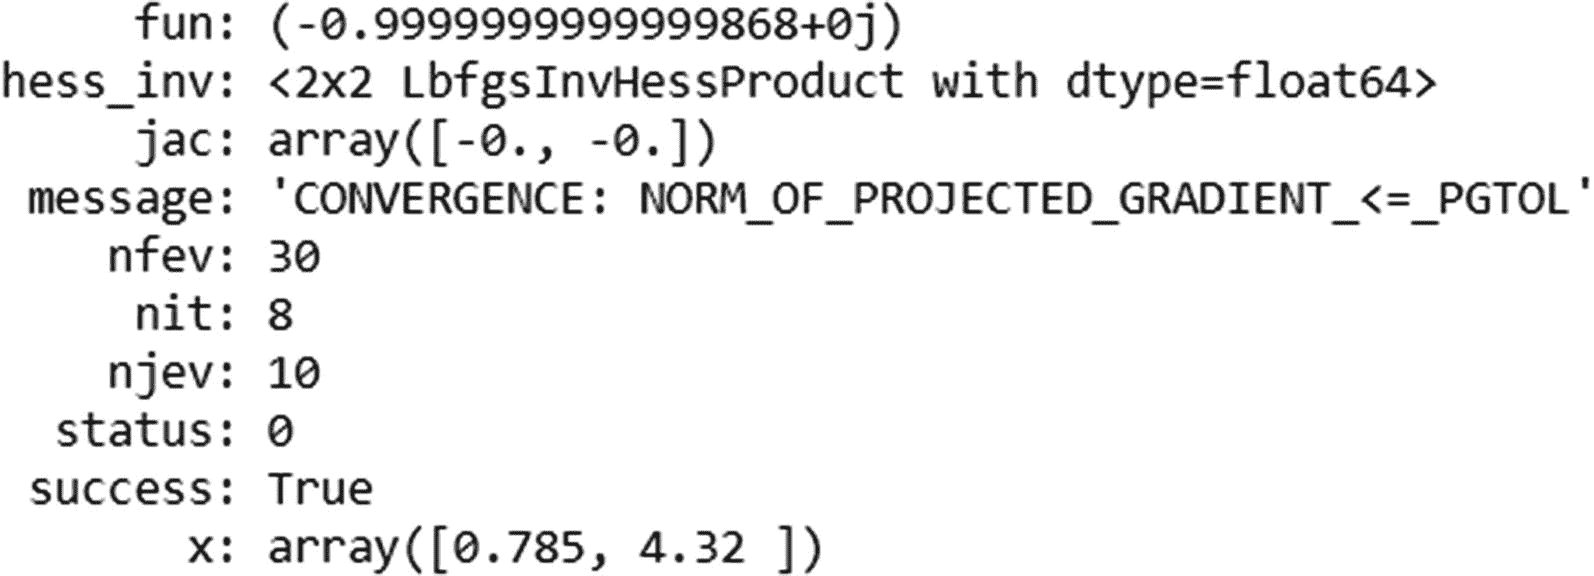 fun: (-0.9999999999999868+0j)
hess_inv: <2x2 LbfgsInvHessProduct with dtype=float64>
jac: array([-0., -0.])
message: 'CONVERGENCE: NORM_OF_PROJECTED_GRADIENT_<=_PGTOL'
nfev: 30
nit: 8
njev: 10
status: 0
success: True
x: array([0.785, 4.32 ])